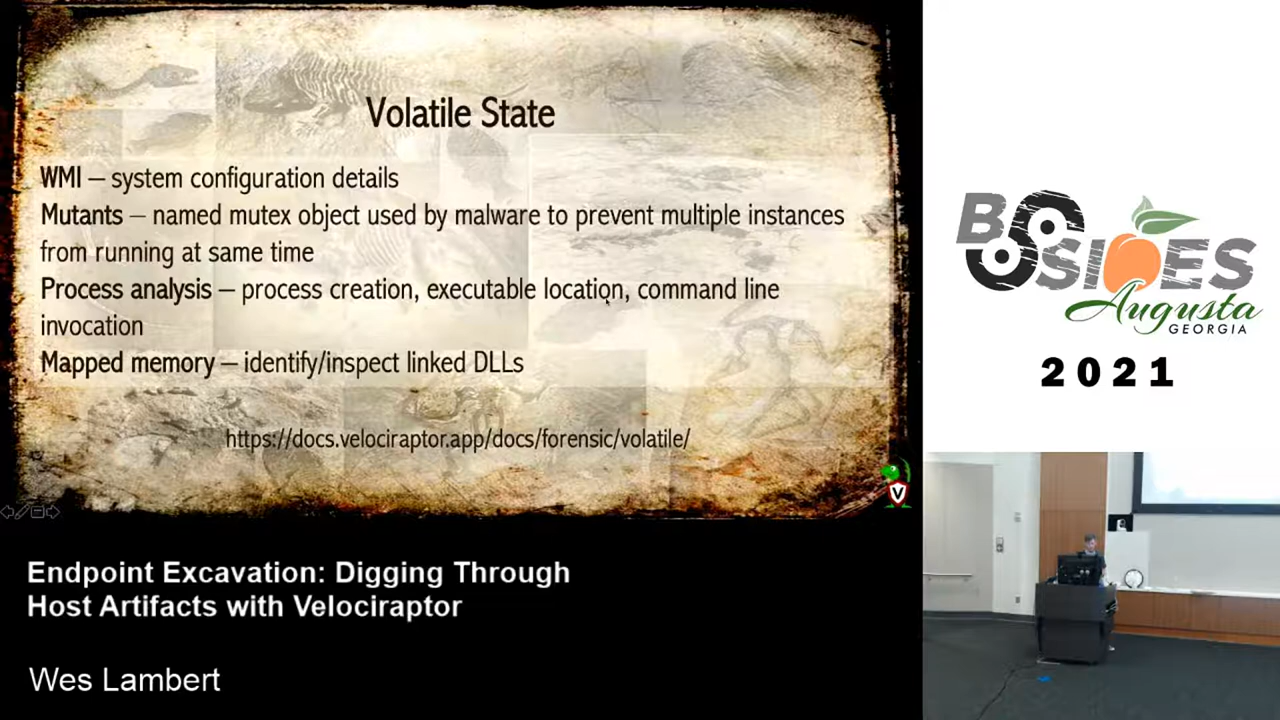 Volatile State
WMI – system configuration details
Mutants – named mutex object used by malware to prevent multiple instances
from running at same time
Process analysis – process creation, executable location, command line
invocation
Mapped memory – identify/inspect linked DLLs
https://docs.velociraptor.app/docs/forensic/volatile/
V
Endpoint Excavation: Digging Through
Host Artifacts with Velociraptor
Wes Lambert
BSIDES
Augusta
GEORGIA
2021